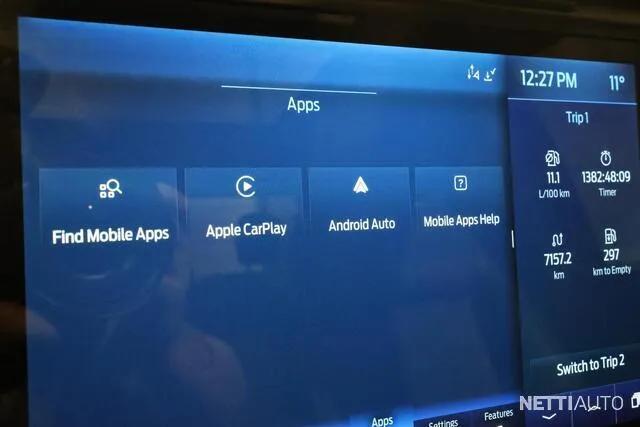 12:27 PM 11°
Apps
Trip 1
11.1
L/100 km
1382:48:09
Timer
Find Mobile Apps
Apple CarPlay
Android Auto
Mobile Apps Help
7157.2
km
297
km to Empty
Switch to Trip 2
Apps
Settings
Features
NETTIAUTO